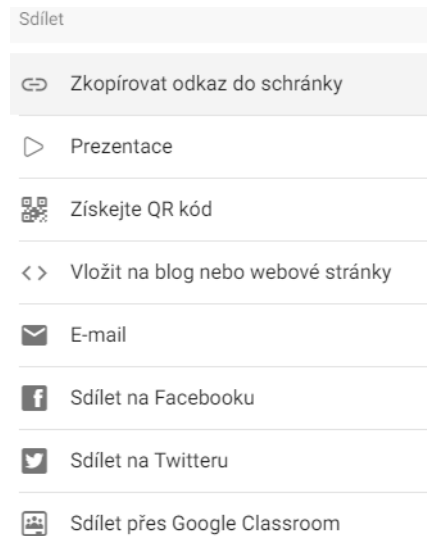 Sdílet
Zkopírovat odkaz do schránky
Prezentace
Získejte QR kód
Vložit na blog nebo webové stránky
E-mail
Sdílet na Facebooku
Sdílet na Twitteru
Sdílet přes Google Classroom